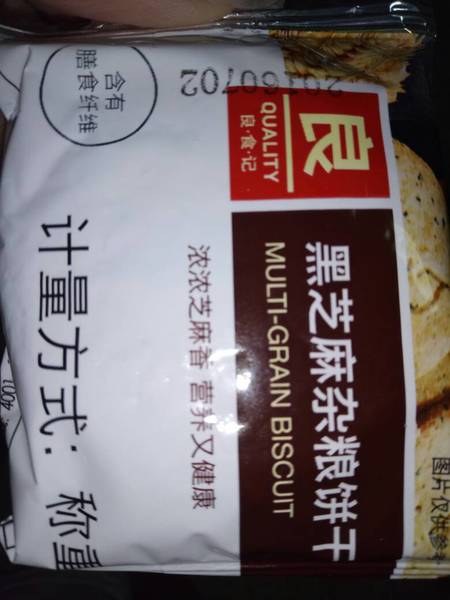 20160702
良
QUALITY
良·食·记
含有
膳食纤维
黑芝麻杂粮饼干
MULTI-GRAIN BISCUIT
浓浓芝麻香 营养又健康
计量方式：称重
图片仅供参考